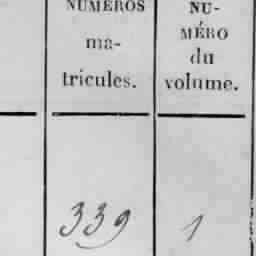 NUMÉROS NU-
ma- MÉRO
tricules. du
volume.
339 1